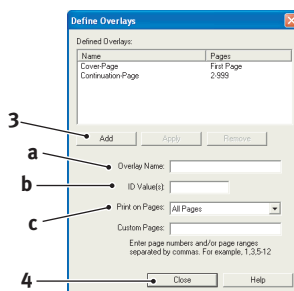 Define Overlays
Defined Overlays:
Name Pages
Cover-Page First Page
Continuation-Page 2-999
3
Add Apply Remove
a Overlay Name:
b ID Value(s):
c Print on Pages: All Pages
Custom Pages:
Enter page numbers and/or page ranges
separated by commas. For example, 1,3,5-12
4 Close Help